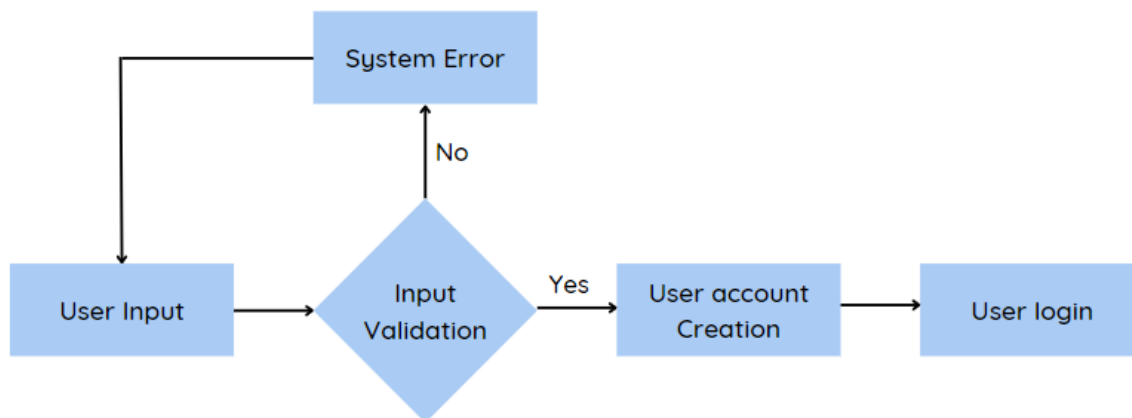 System Error
No
User Input
Input
Validation
Yes
User account
Creation
User login